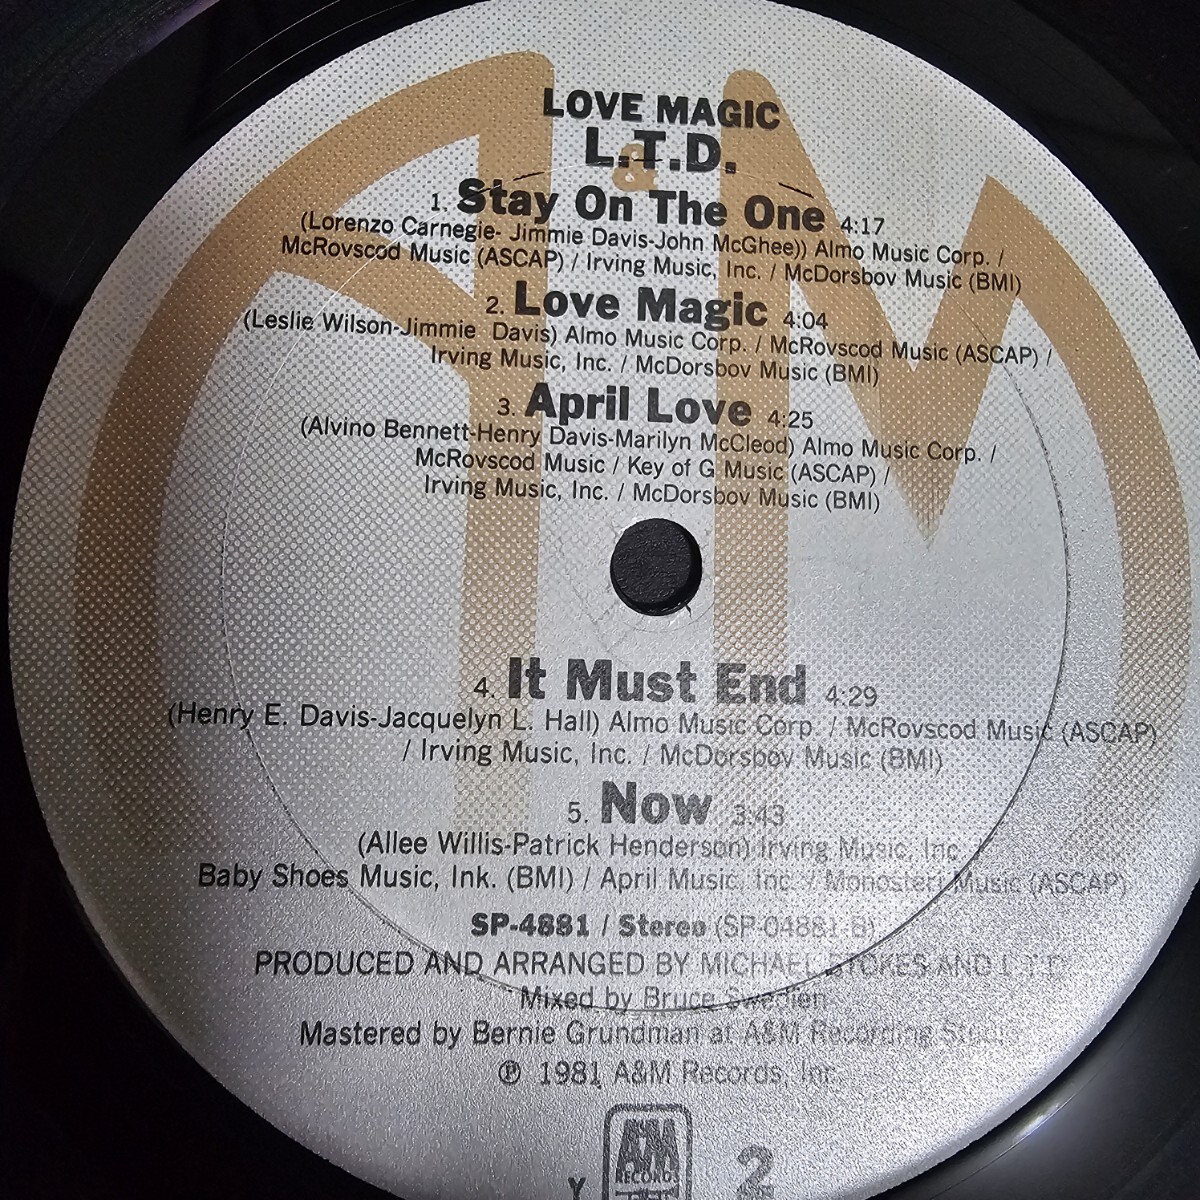 LOVE MAGIC
L.T.D.
&
1. Stay On The One 4:17
(Lorenzo Carnegie- Jimmie Davis-John McGhee)) Almo Music Corp. /
McRovscod Music (ASCAP) / Irving Music, Inc. / McDorsbov Music (BMI)
2. Love Magic 4:04
(Leslie Wilson-Jimmie Davis) Almo Music Corp. / McRovscod Music (ASCAP) /
Irving Music, Inc. / McDorsbov Music (BMI)
3. April Love 4:25
(Alvino Bennett-Henry Davis-Marilyn McCleod) Almo Music Corp. /
McRovscod Music / Key of G Music (ASCAP) /
Irving Music, Inc. / McDorsbov Music (BMI)
4. It Must End 4:29
(Henry E. Davis-Jacquelyn L. Hall) Almo Music Corp. / McRovscod Music (ASCAP)
/ Irving Music, Inc. / McDorsbov Music (BMI)
5. Now 3:43
(Allee Willis-Patrick Henderson) Irving Music, Inc. /
Baby Shoes Music, Ink. (BMI) / April Music, Inc. / Monosteri Music (ASCAP)
SP-4881 / Stereo (SP-04881-B)
PRODUCED AND ARRANGED BY MICHAEL STOKES AND L.T.D.
Mixed by Bruce Swedien
Mastered by Bernie Grundman at A&M Recording Studios
℗ 1981 A&M Records, Inc.
A&M
RECORDS
Y 2